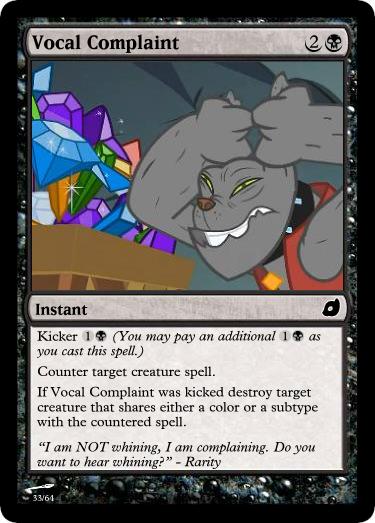 Vocal Complaint 2
Instant
Kicker 1 (You may pay an additional 1 as
you cast this spell.)
Counter target creature spell.
If Vocal Complaint was kicked destroy target
creature that shares either a color or a subtype
with the countered spell.
“I am NOT whining, I am complaining. Do you
want to hear whining?” - Rarity
33/64